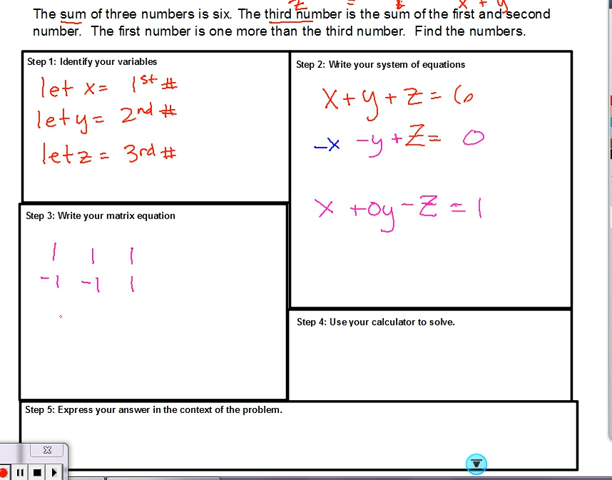 z = x + y
The sum of three numbers is six. The third number is the sum of the first and second
number. The first number is one more than the third number. Find the numbers.
Step 1: Identify your variables
let x = 1st #
let y = 2nd #
let z = 3rd #
Step 2: Write your system of equations
x + y + z = 6
-x -y + z = 0
x + 0y - z = 1
Step 3: Write your matrix equation
1 1 1
-1 -1 1
Step 4: Use your calculator to solve.
Step 5: Express your answer in the context of the problem.